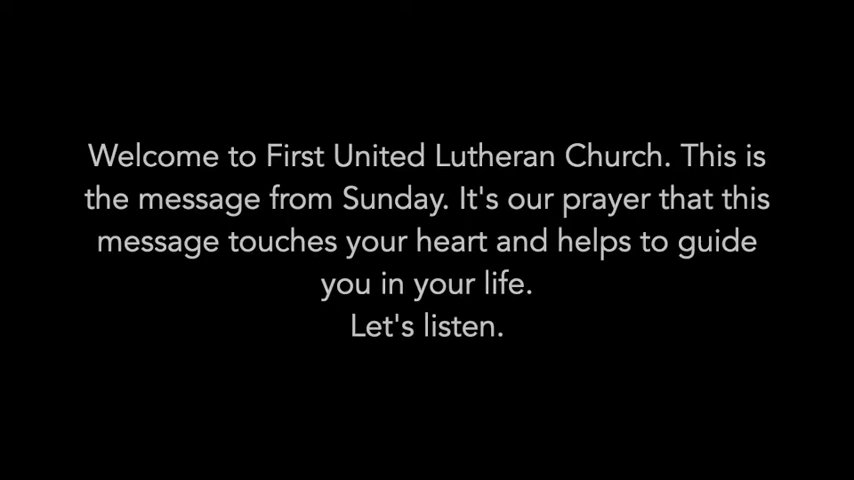 Welcome to First United Lutheran Church. This is
the message from Sunday. It's our prayer that this
message touches your heart and helps to guide
you in your life.
Let's listen.